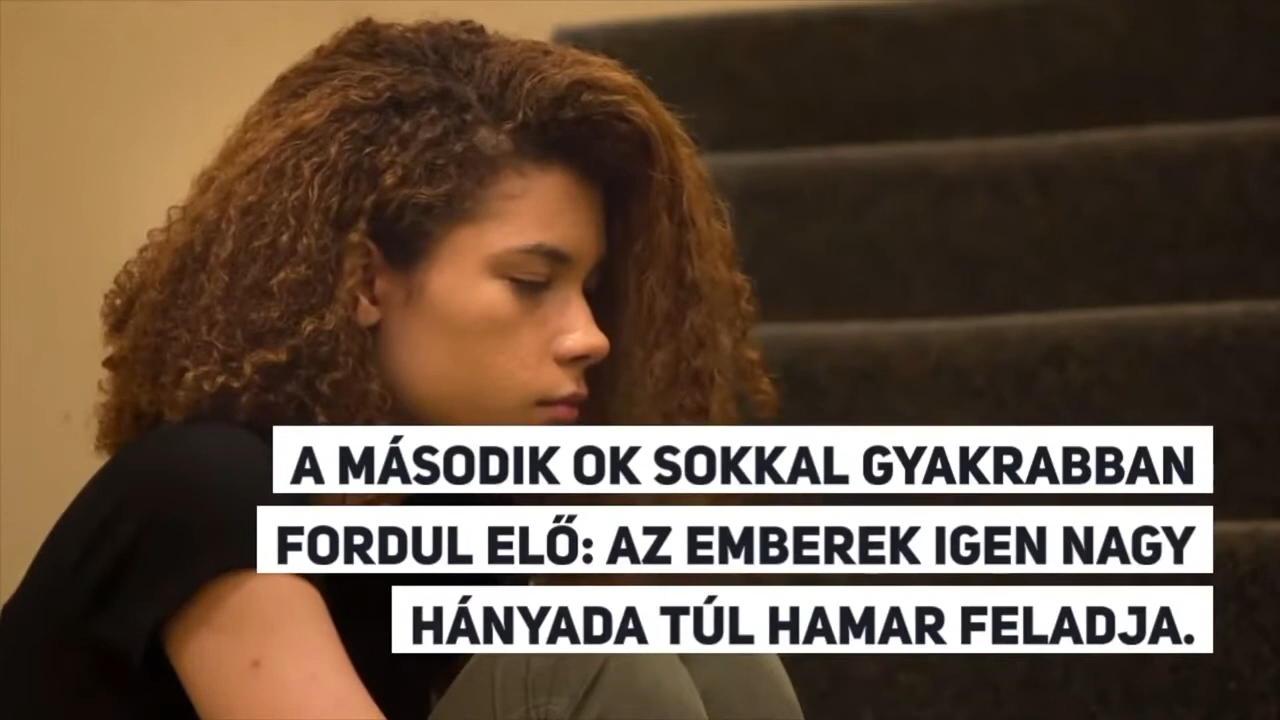 A MÁSODIK OK SOKKAL GYAKRABBAN
FORDUL ELŐ: AZ EMBEREK IGEN NAGY
HÁNYADA TÚL HAMAR FELADJA.